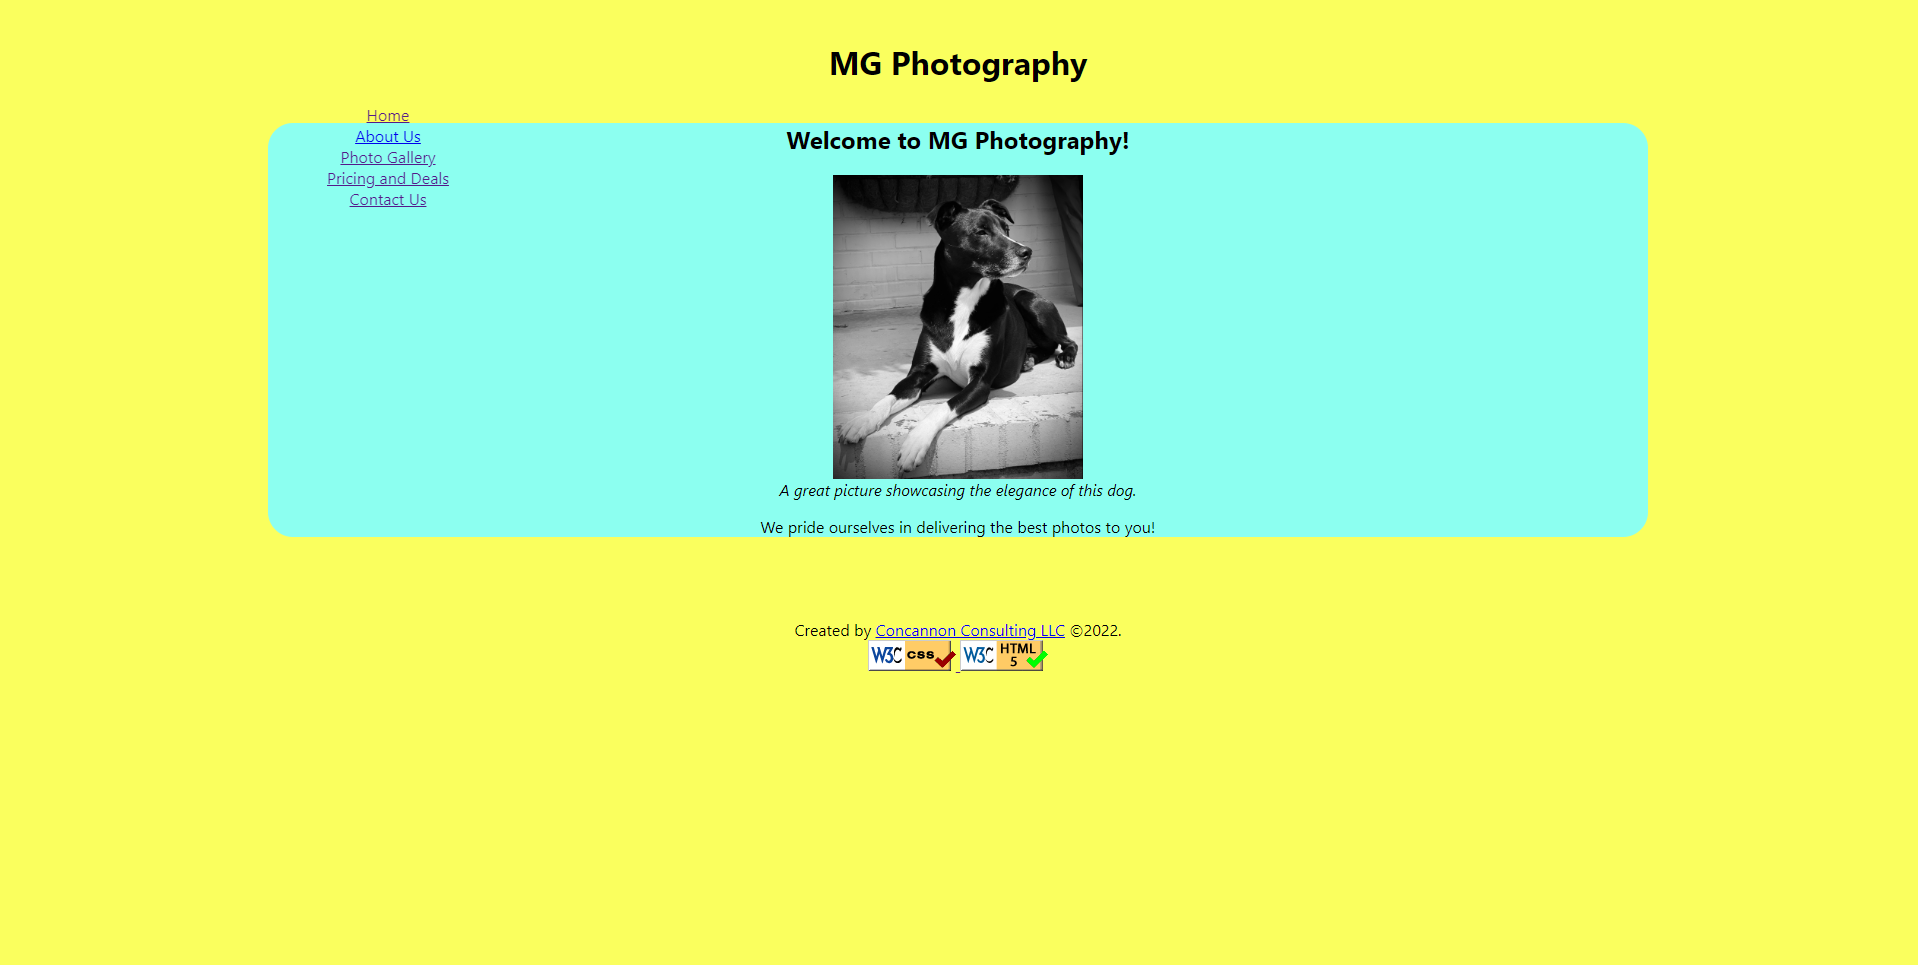 MG Photography
Home
About Us
Photo Gallery
Pricing and Deals
Contact Us
Welcome to MG Photography!
A great picture showcasing the elegance of this dog.
We pride ourselves in delivering the best photos to you!
Created by Concannon Consulting LLC ©2022.
W3C css W3C HTML 5